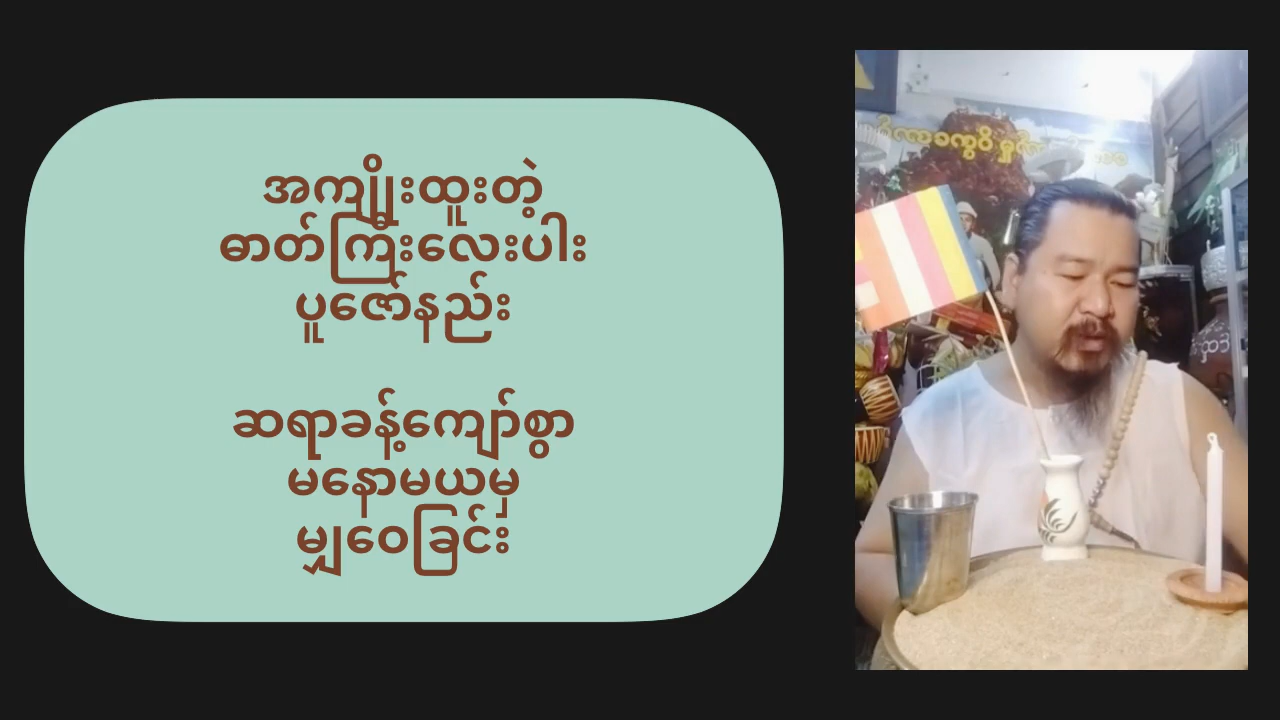 အကျိုးထူးတဲ့
ဓာတ်ကြီးလေးပါး
ပူဇော်နည်း
ဆရာခန့်ကျော်စွာ
မနောမယမှ
မျှဝေခြင်း